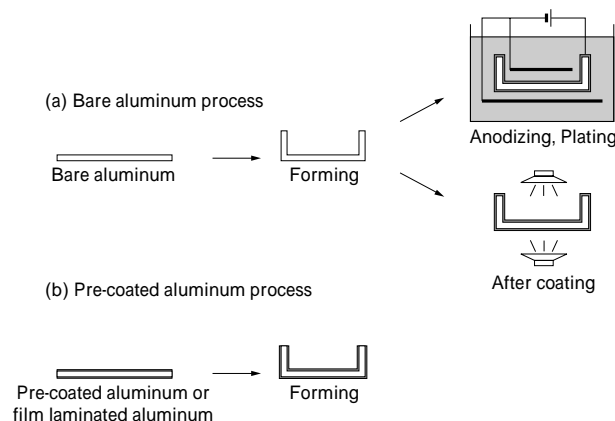 (a) Bare aluminum process
Bare aluminum
Forming
Anodizing, Plating
After coating
(b) Pre-coated aluminum process
Pre-coated aluminum or
film laminated aluminum
Forming